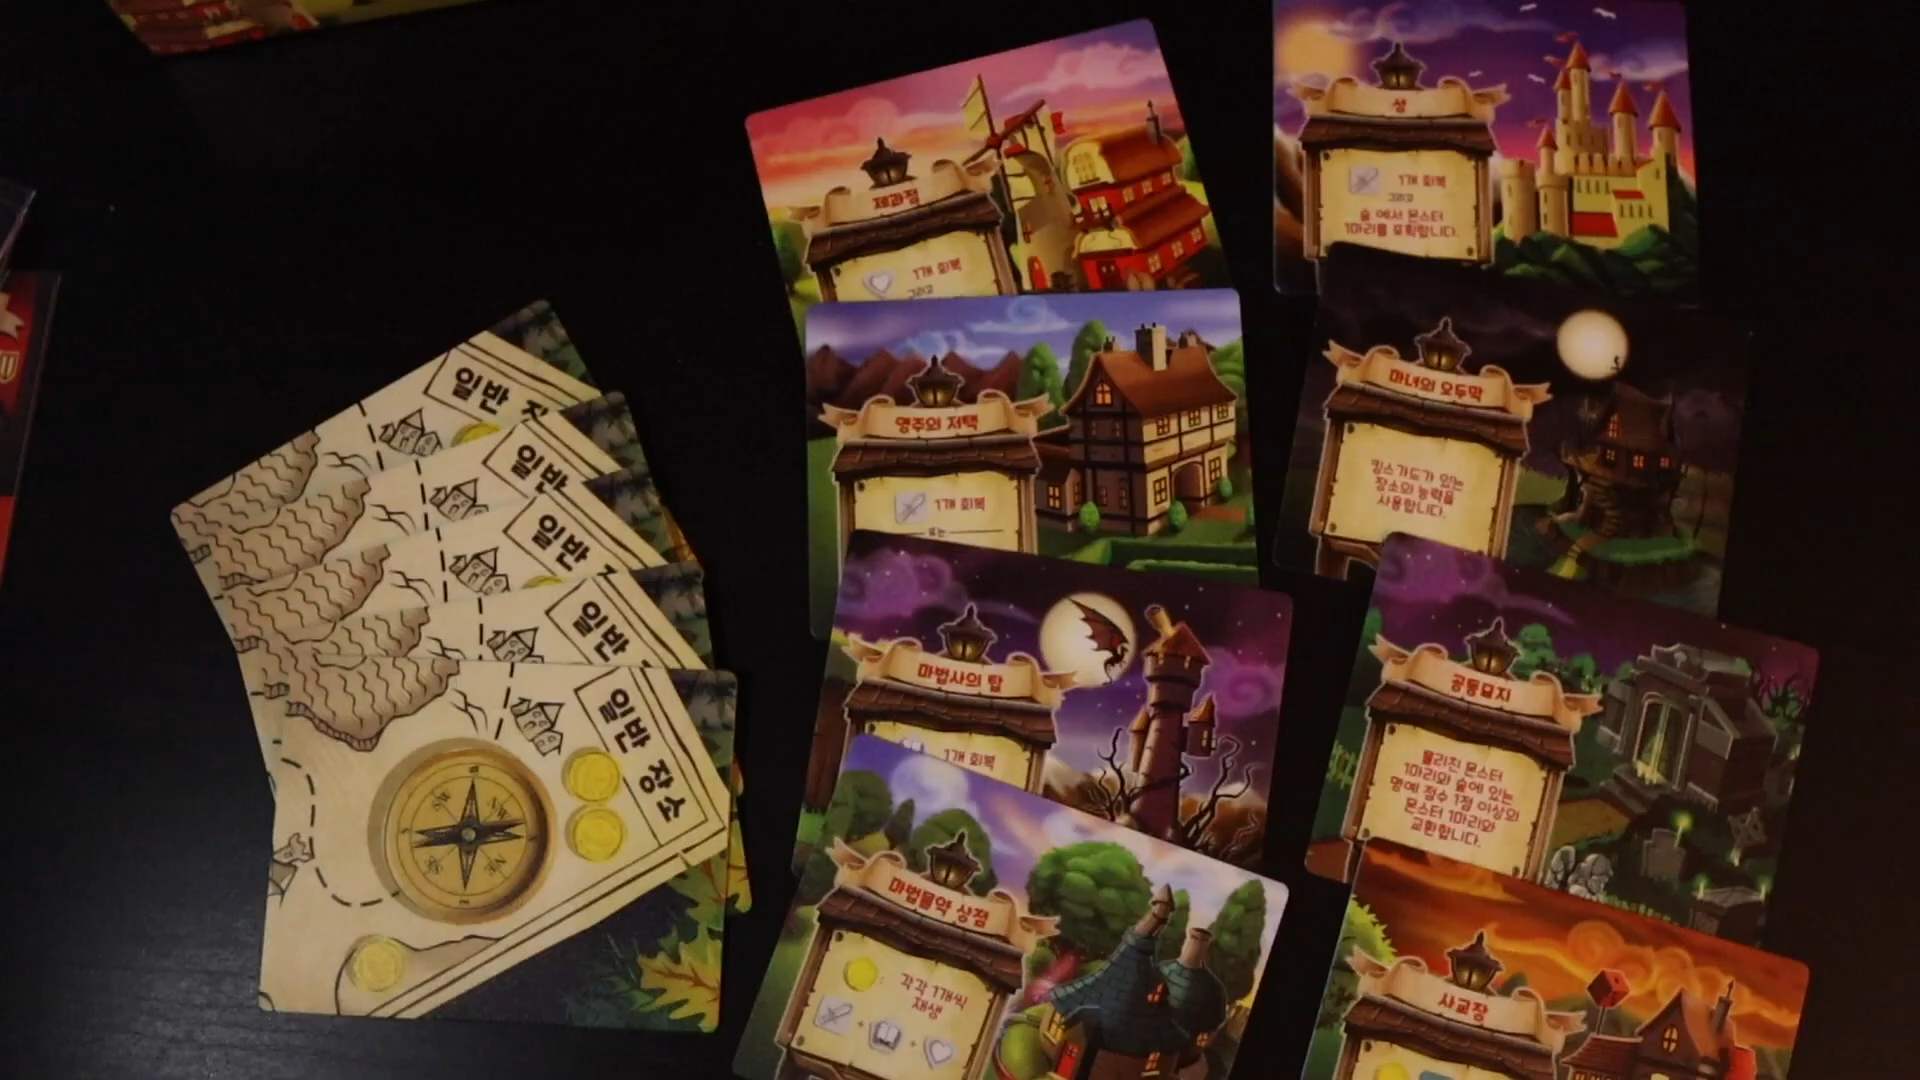 일반
일반
일반
일반
일반 장소
제과점
1개 회복
그리고
영주의 저택
1개 회복
또는
마법사의 탑
1개 회복
마법물약 상점
각각 1개씩
재생
성
1개 회복
그리고
숲 에서 몬스터
1마리를 포획합니다.
마녀의 오두막
킹스가드가 있는
장소의 능력을
사용합니다.
공동묘지
물리친 몬스터
1마리와 숲에 있는
명예 점수 1점 이상의
몬스터 1마리와
교환합니다.
사교장